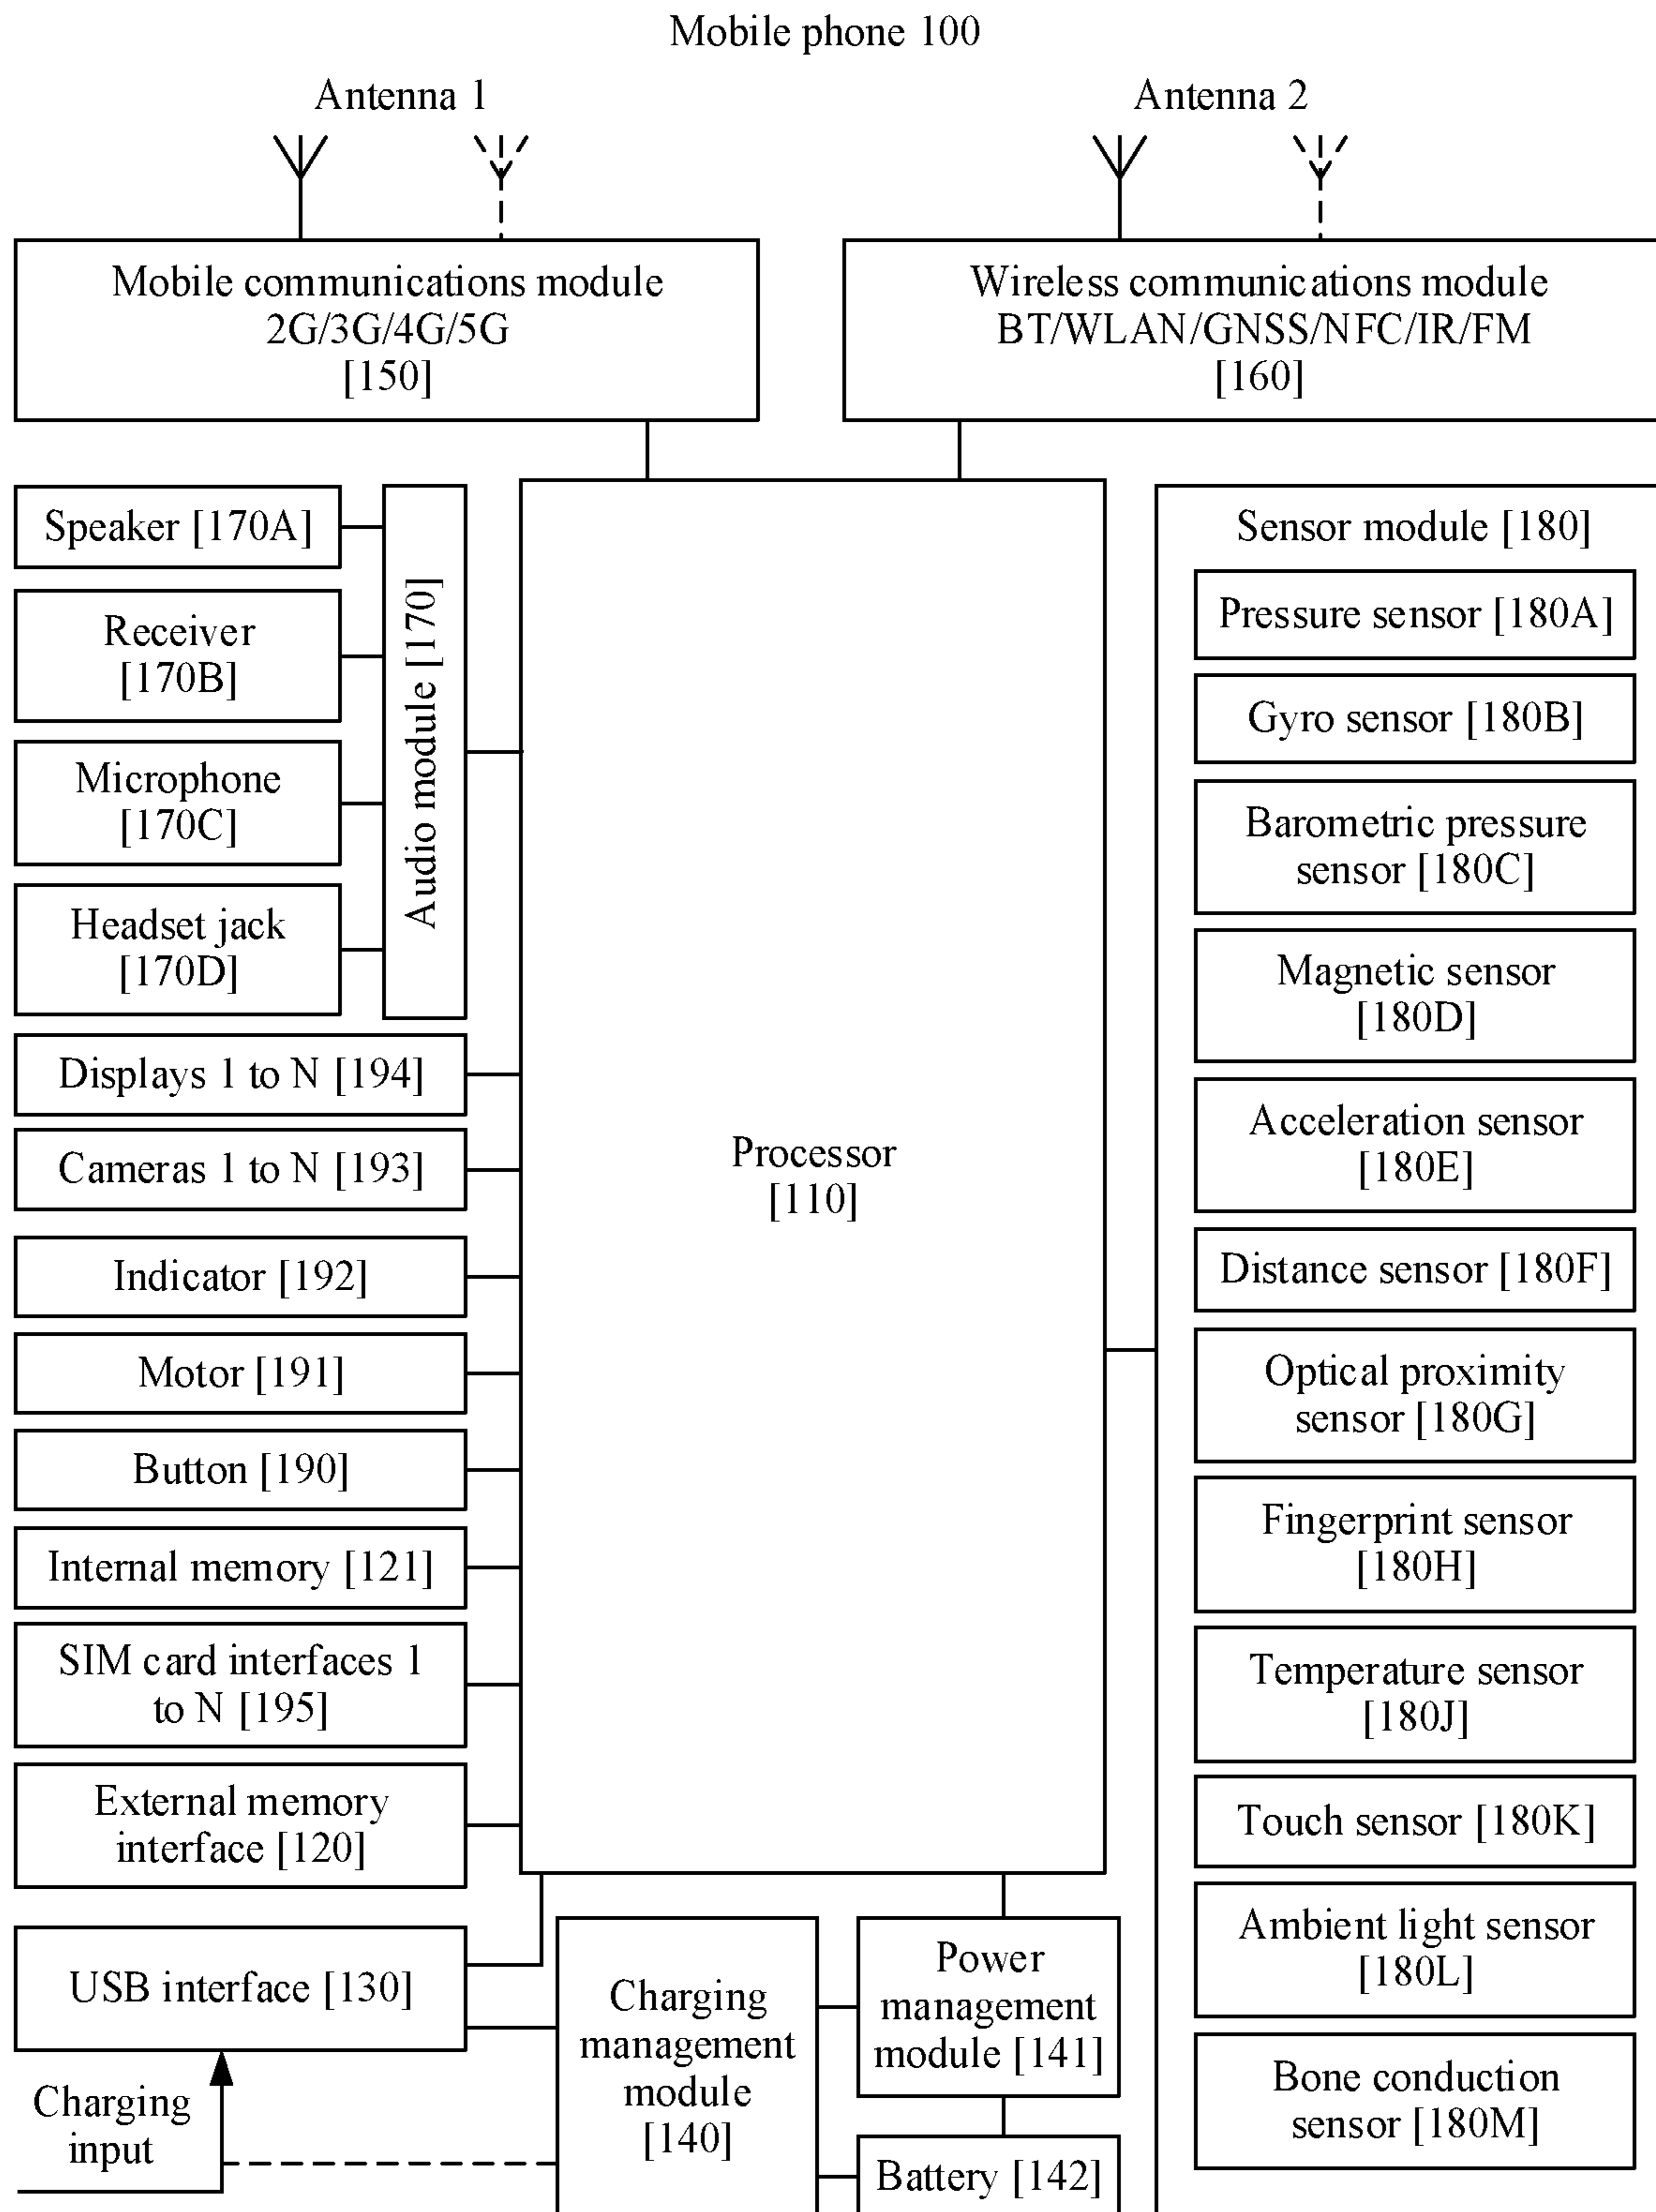 Mobile phone 100
Antenna 1
Antenna 2
Mobile communications module
2G/3G/4G/5G
[150]
Wireless communications module
BT/WLAN/GNSS/NFC/IR/FM
[160]
Speaker [170A]
Receiver
[170B]
Microphone
[170C]
Headset jack
[170D]
Audio module [170]
Displays 1 to N [194]
Cameras 1 to N [193]
Indicator [192]
Motor [191]
Button [190]
Internal memory [121]
SIM card interfaces 1
to N [195]
External memory
interface [120]
USB interface [130]
Charging
input
Processor
[110]
Charging
management
module
[140]
Power
management
module [141]
Battery [142]
Sensor module [180]
Pressure sensor [180A]
Gyro sensor [180B]
Barometric pressure
sensor [180C]
Magnetic sensor
[180D]
Acceleration sensor
[180E]
Distance sensor [180F]
Optical proximity
sensor [180G]
Fingerprint sensor
[180H]
Temperature sensor
[180J]
Touch sensor [180K]
Ambient light sensor
[180L]
Bone conduction
sensor [180M]